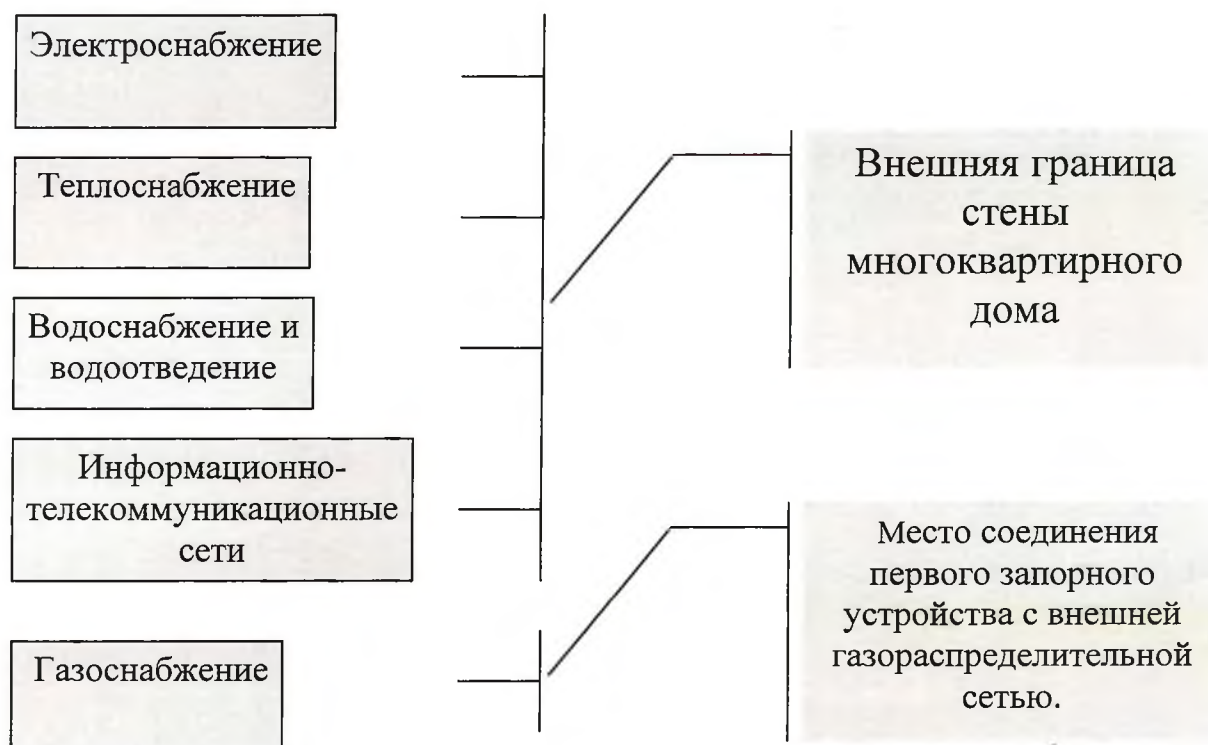 Электроснабжение
Теплоснабжение
Водоснабжение и
водоотведение
Информационно-
телекоммуникационные
сети
Газоснабжение
Внешняя граница
стены
многоквартирного
дома
Место соединения
первого запорного
устройства с внешней
газораспределительной
сетью.